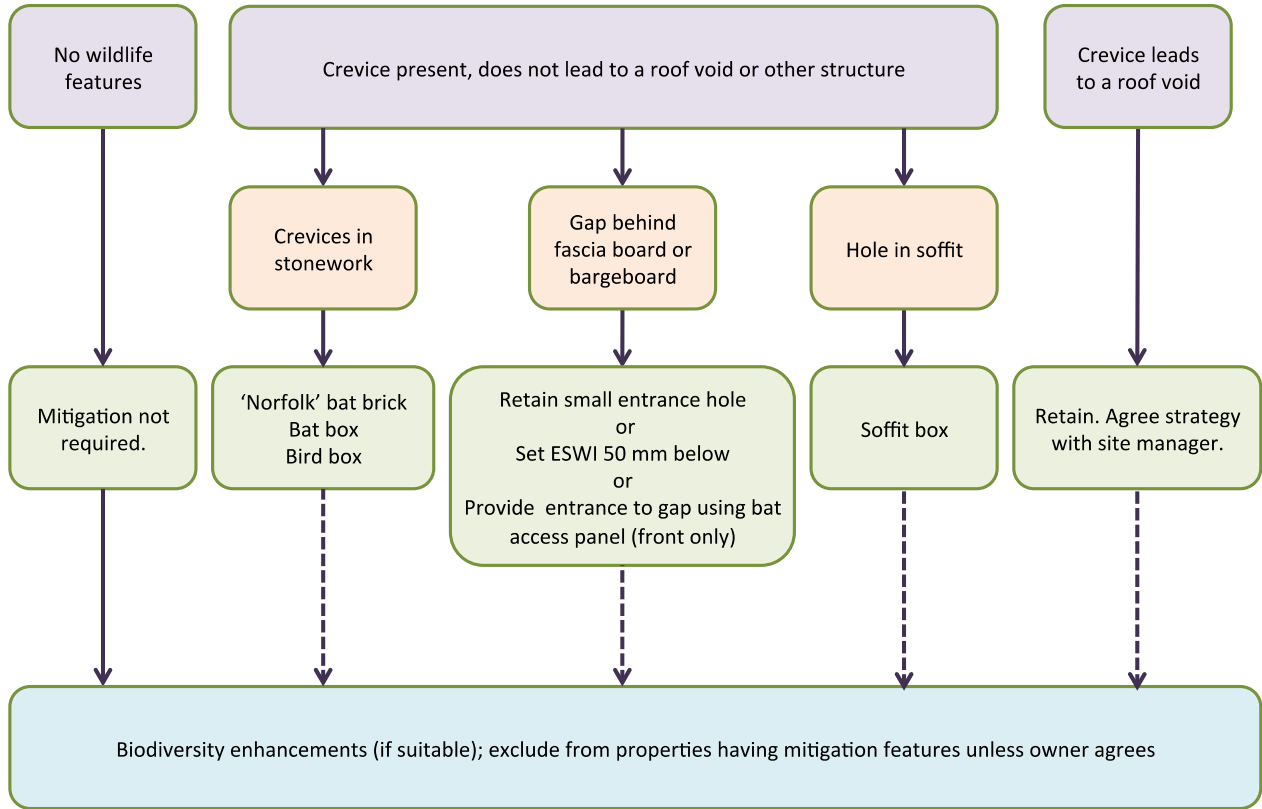 No wildlife
features
Crevice present, does not lead to a roof void or other structure
Crevice leads
to a roof void
Crevices in
stonework
Gap behind
fascia board or
bargeboard
Hole in soffit
Mitigation not
required.
‘Norfolk’ bat brick
Bat box
Bird box
Retain small entrance hole
or
Set ESWI 50 mm below
or
Provide entrance to gap using bat
access panel (front only)
Soffit box
Retain. Agree strategy
with site manager.
Biodiversity enhancements (if suitable); exclude from properties having mitigation features unless owner agrees